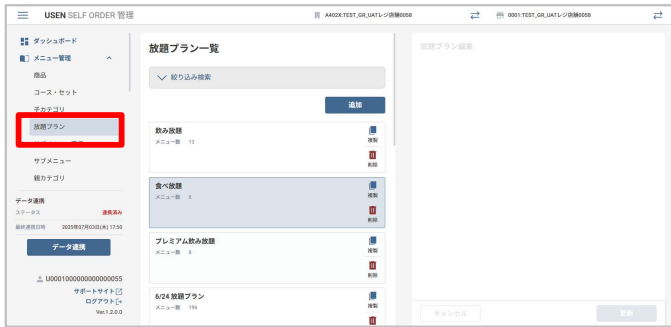 USEN SELF ORDER 管理
A402X:TEST_GR_UATレジ店舗0058
0001:TEST_GR_UATレジ店舗0058
ダッシュボード
メニュー管理
商品
コース・セット
子カテゴリ
放題プラン
サブメニュー
親カテゴリ
データ連携
ステータス 連携済み
最終連携日時 2025年07月03日(木) 17:50
データ連携
U0001000000000000055
サポートサイト
ログアウト
Ver.1.2.0.0
放題プラン一覧
絞り込み検索
追加
飲み放題
メニュー数 13
複製
削除
食べ放題
メニュー数 8
複製
削除
プレミアム飲み放題
メニュー数 8
複製
削除
6/24 放題プラン
メニュー数 196
複製
放題プラン編集
キャンセル
更新